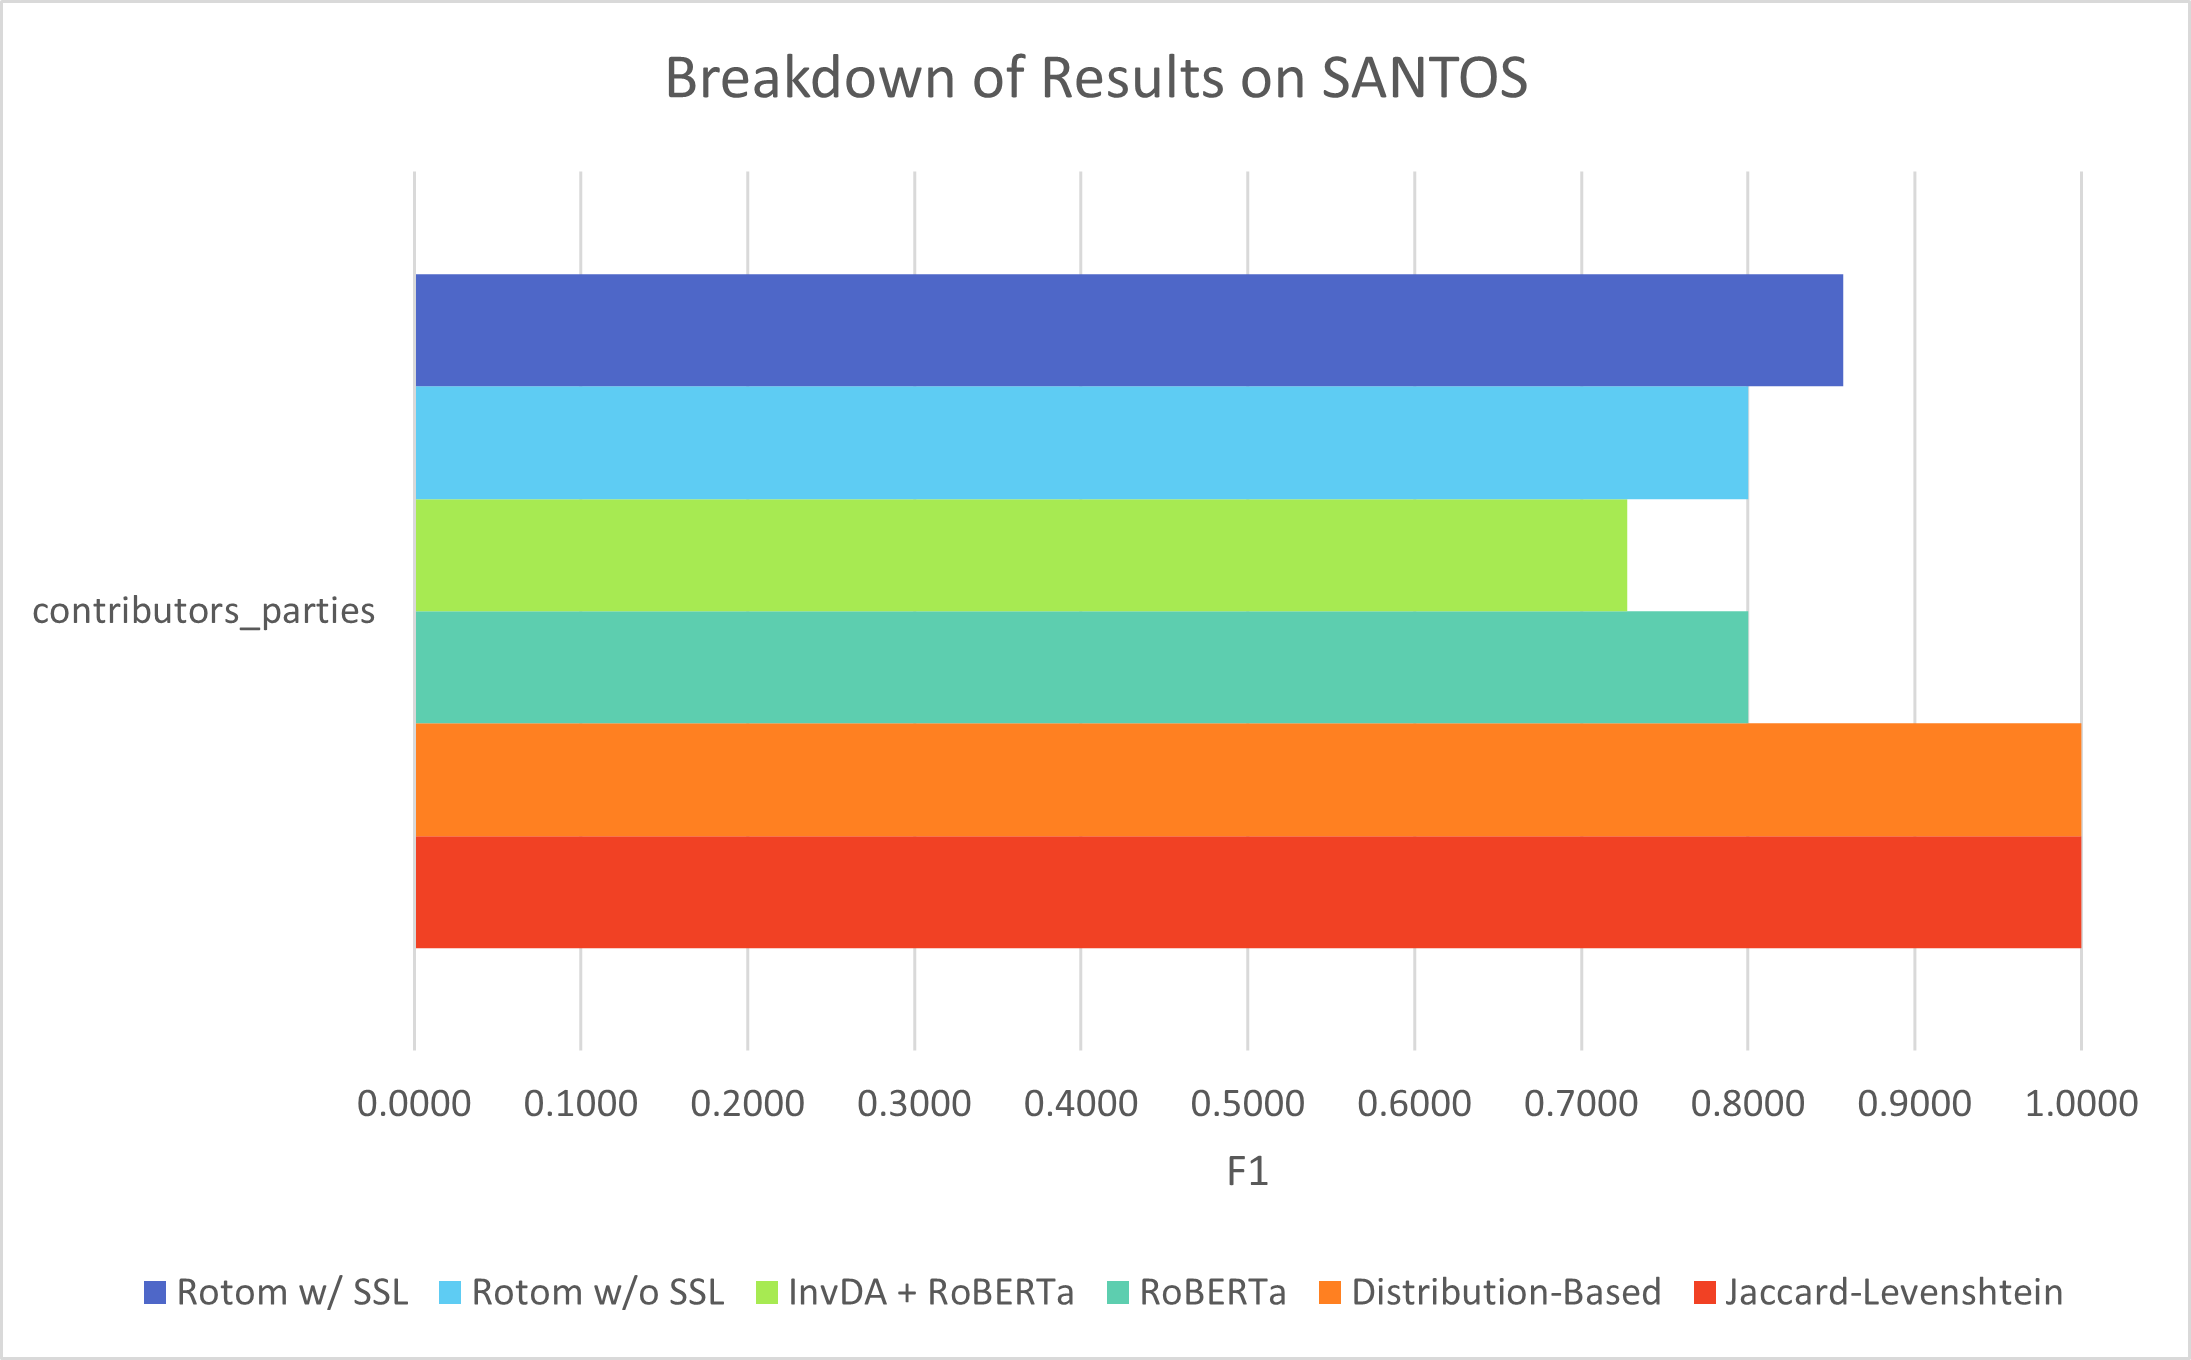 Breakdown of Results on SANTOS
contributors_parties
0.0000 0.1000 0.2000 0.3000 0.4000 0.5000 0.6000 0.7000 0.8000 0.9000 1.0000
F1
Rotom w/ SSL Rotom w/o SSL InvDA + RoBERTa RoBERTa Distribution-Based Jaccard-Levenshtein